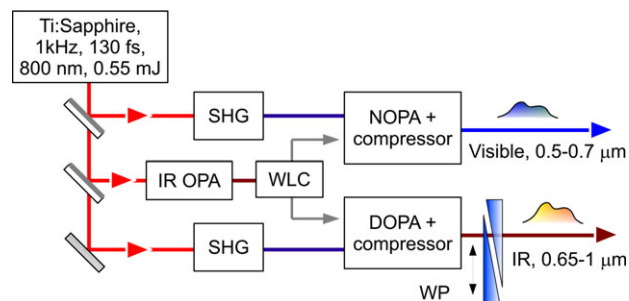 Ti:Sapphire,
1kHz, 130 fs,
800 nm, 0.55 mJ
SHG
NOPA +
compressor
Visible, 0.5-0.7 μm
IR OPA
WLC
SHG
DOPA +
compressor
IR, 0.65-1 μm
WP